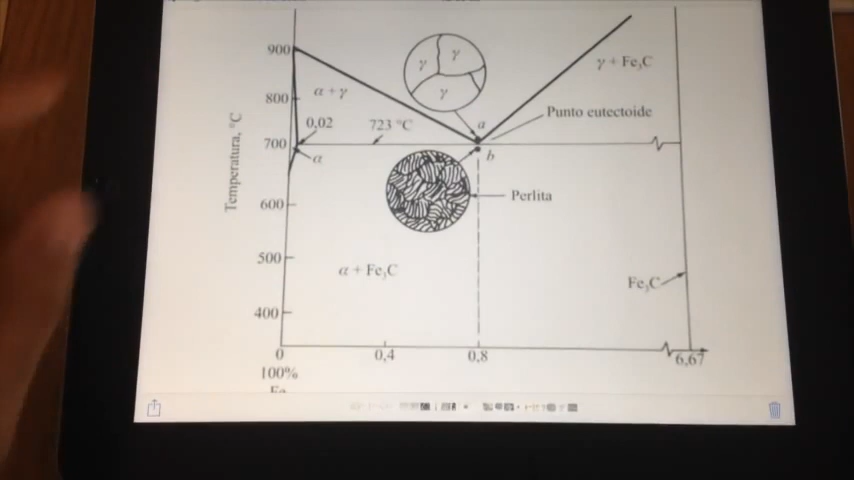 900
γ
γ
γ
γ + Fe₃C
α + γ
800
Temperatura, °C
0,02
723 °C
a
Punto eutectoide
700
α
b
600
Perlita
500
α + Fe₃C
Fe₃C
400
0
0,4
0,8
6,67
100%